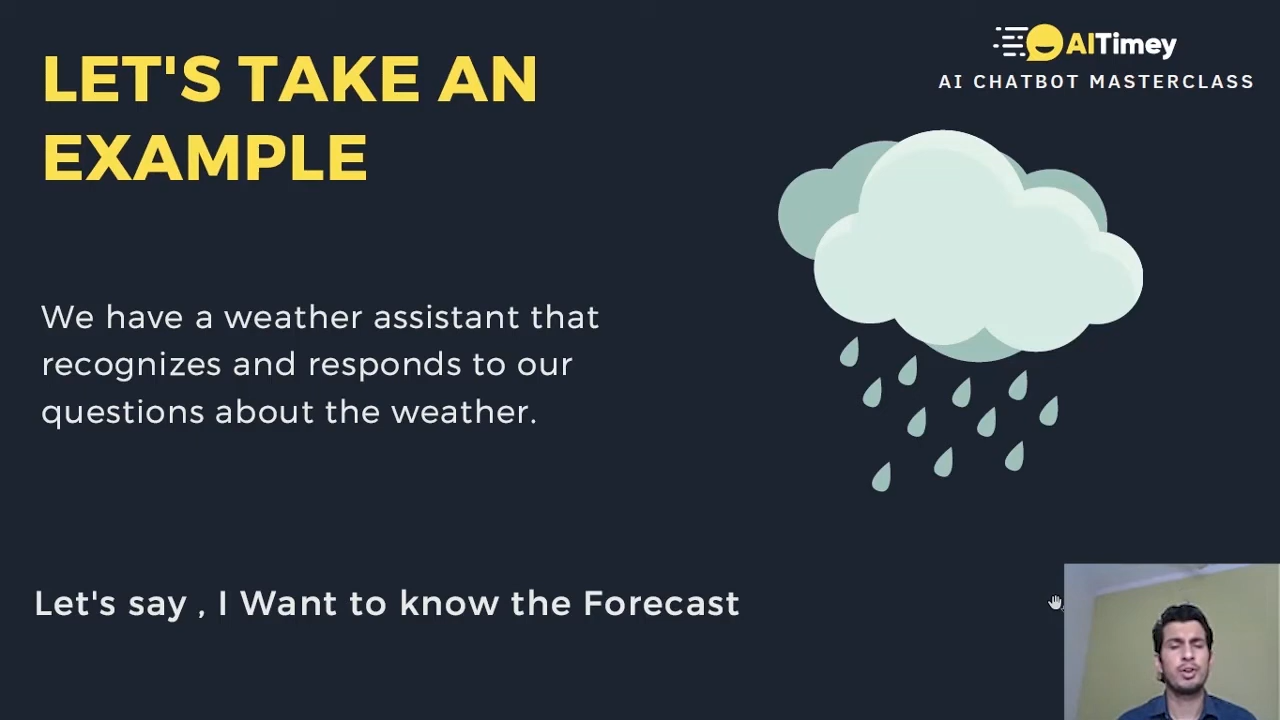 LET'S TAKE AN
EXAMPLE
AITimey
AI CHATBOT MASTERCLASS
We have a weather assistant that
recognizes and responds to our
questions about the weather.
Let's say , I Want to know the Forecast